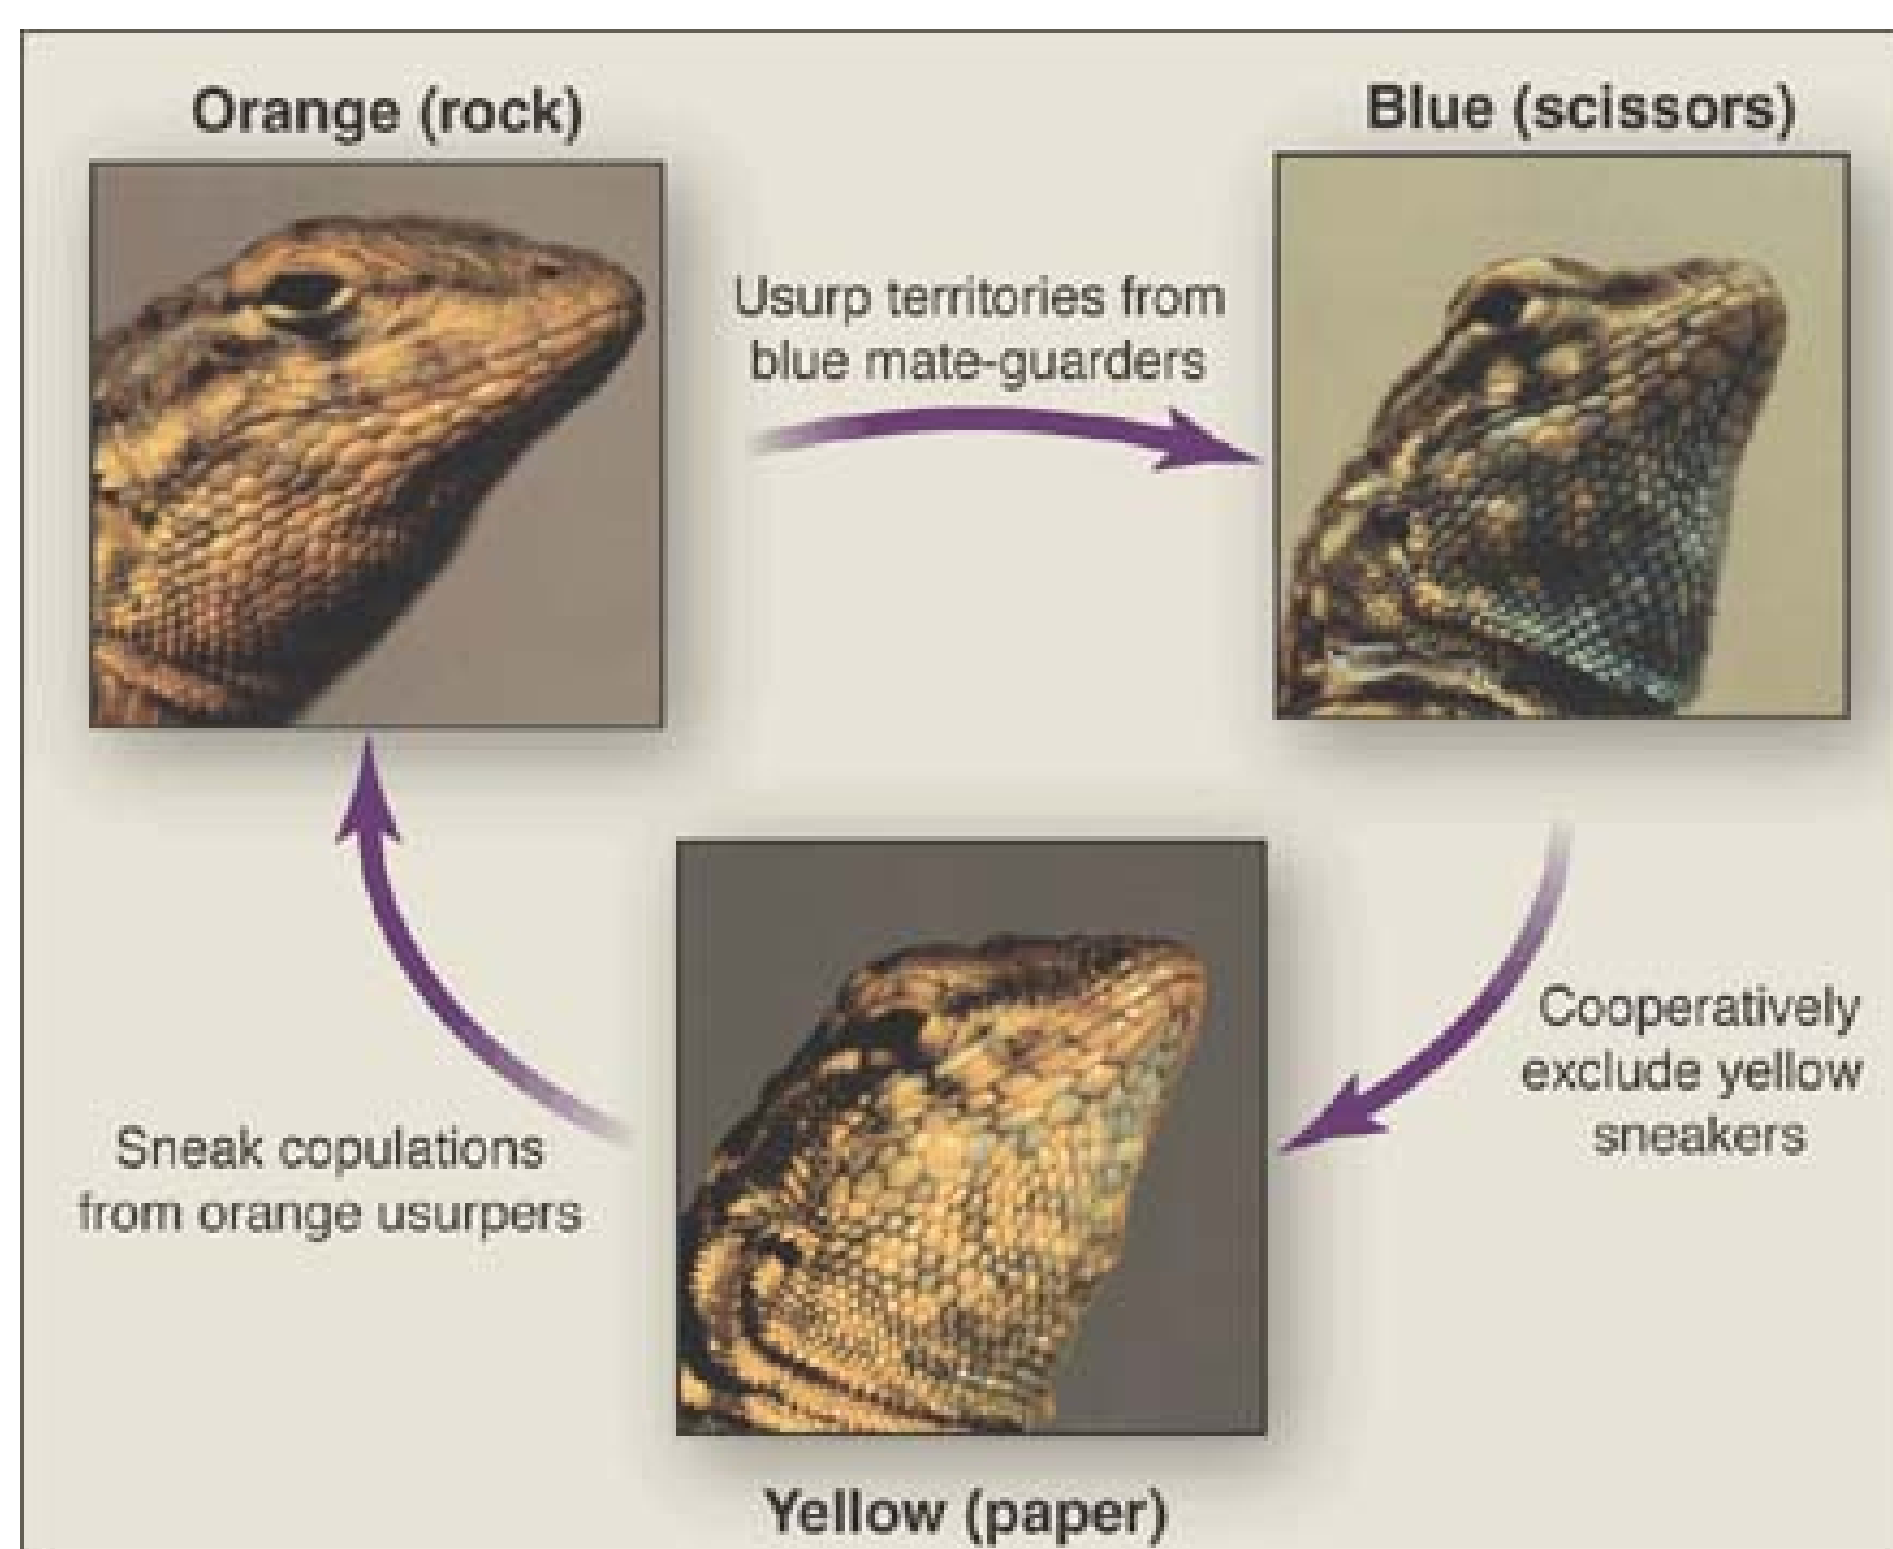 Orange (rock)
Blue (scissors)
Usurp territories from
blue mate-guarders
Cooperatively
exclude yellow
sneakers
Sneak copulations
from orange usurpers
Yellow (paper)